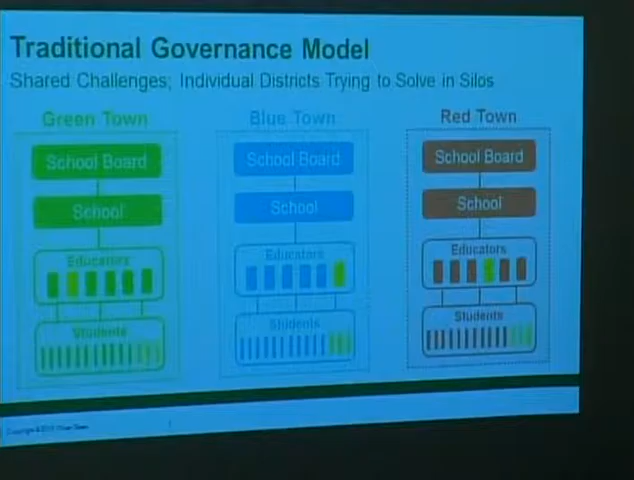 Traditional Governance Model
Shared Challenges; Individual Districts Trying to Solve in Silos
Green Town
Blue Town
Red Town
School Board
School Board
School Board
School
School
School
Educators
Educators
Educators
Students
Students
Students